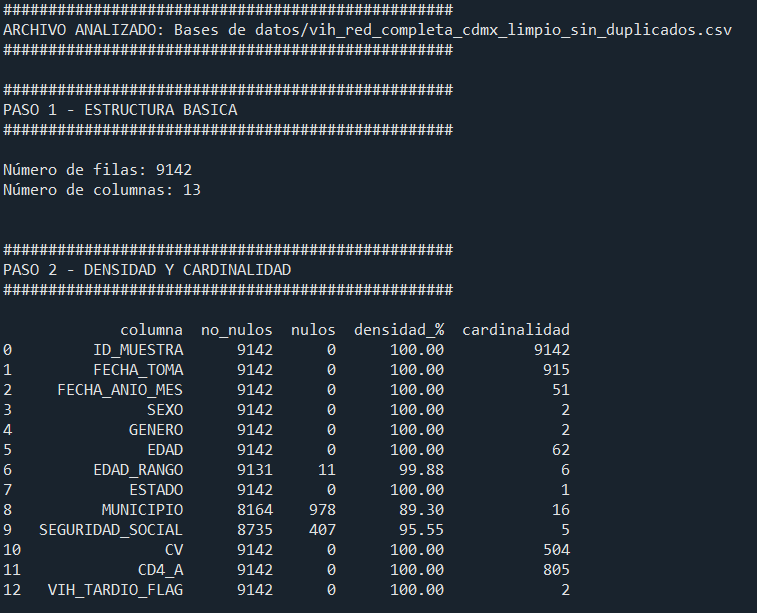 ##################################################
ARCHIVO ANALIZADO: Bases de datos/vih_red_completa_cdmx_limpio_sin_duplicados.csv
##################################################
##################################################
PASO 1 - ESTRUCTURA BASICA
##################################################
Número de filas: 9142
Número de columnas: 13
##################################################
PASO 2 - DENSIDAD Y CARDINALIDAD
##################################################
columna no_nulos nulos densidad_% cardinalidad
0 ID_MUESTRA 9142 0 100.00 9142
1 FECHA_TOMA 9142 0 100.00 915
2 FECHA_ANIO_MES 9142 0 100.00 51
3 SEXO 9142 0 100.00 2
4 GENERO 9142 0 100.00 2
5 EDAD 9142 0 100.00 62
6 EDAD_RANGO 9131 11 99.88 6
7 ESTADO 9142 0 100.00 1
8 MUNICIPIO 8164 978 89.30 16
9 SEGURIDAD_SOCIAL 8735 407 95.55 5
10 CV 9142 0 100.00 504
11 CD4_A 9142 0 100.00 805
12 VIH_TARDIO_FLAG 9142 0 100.00 2